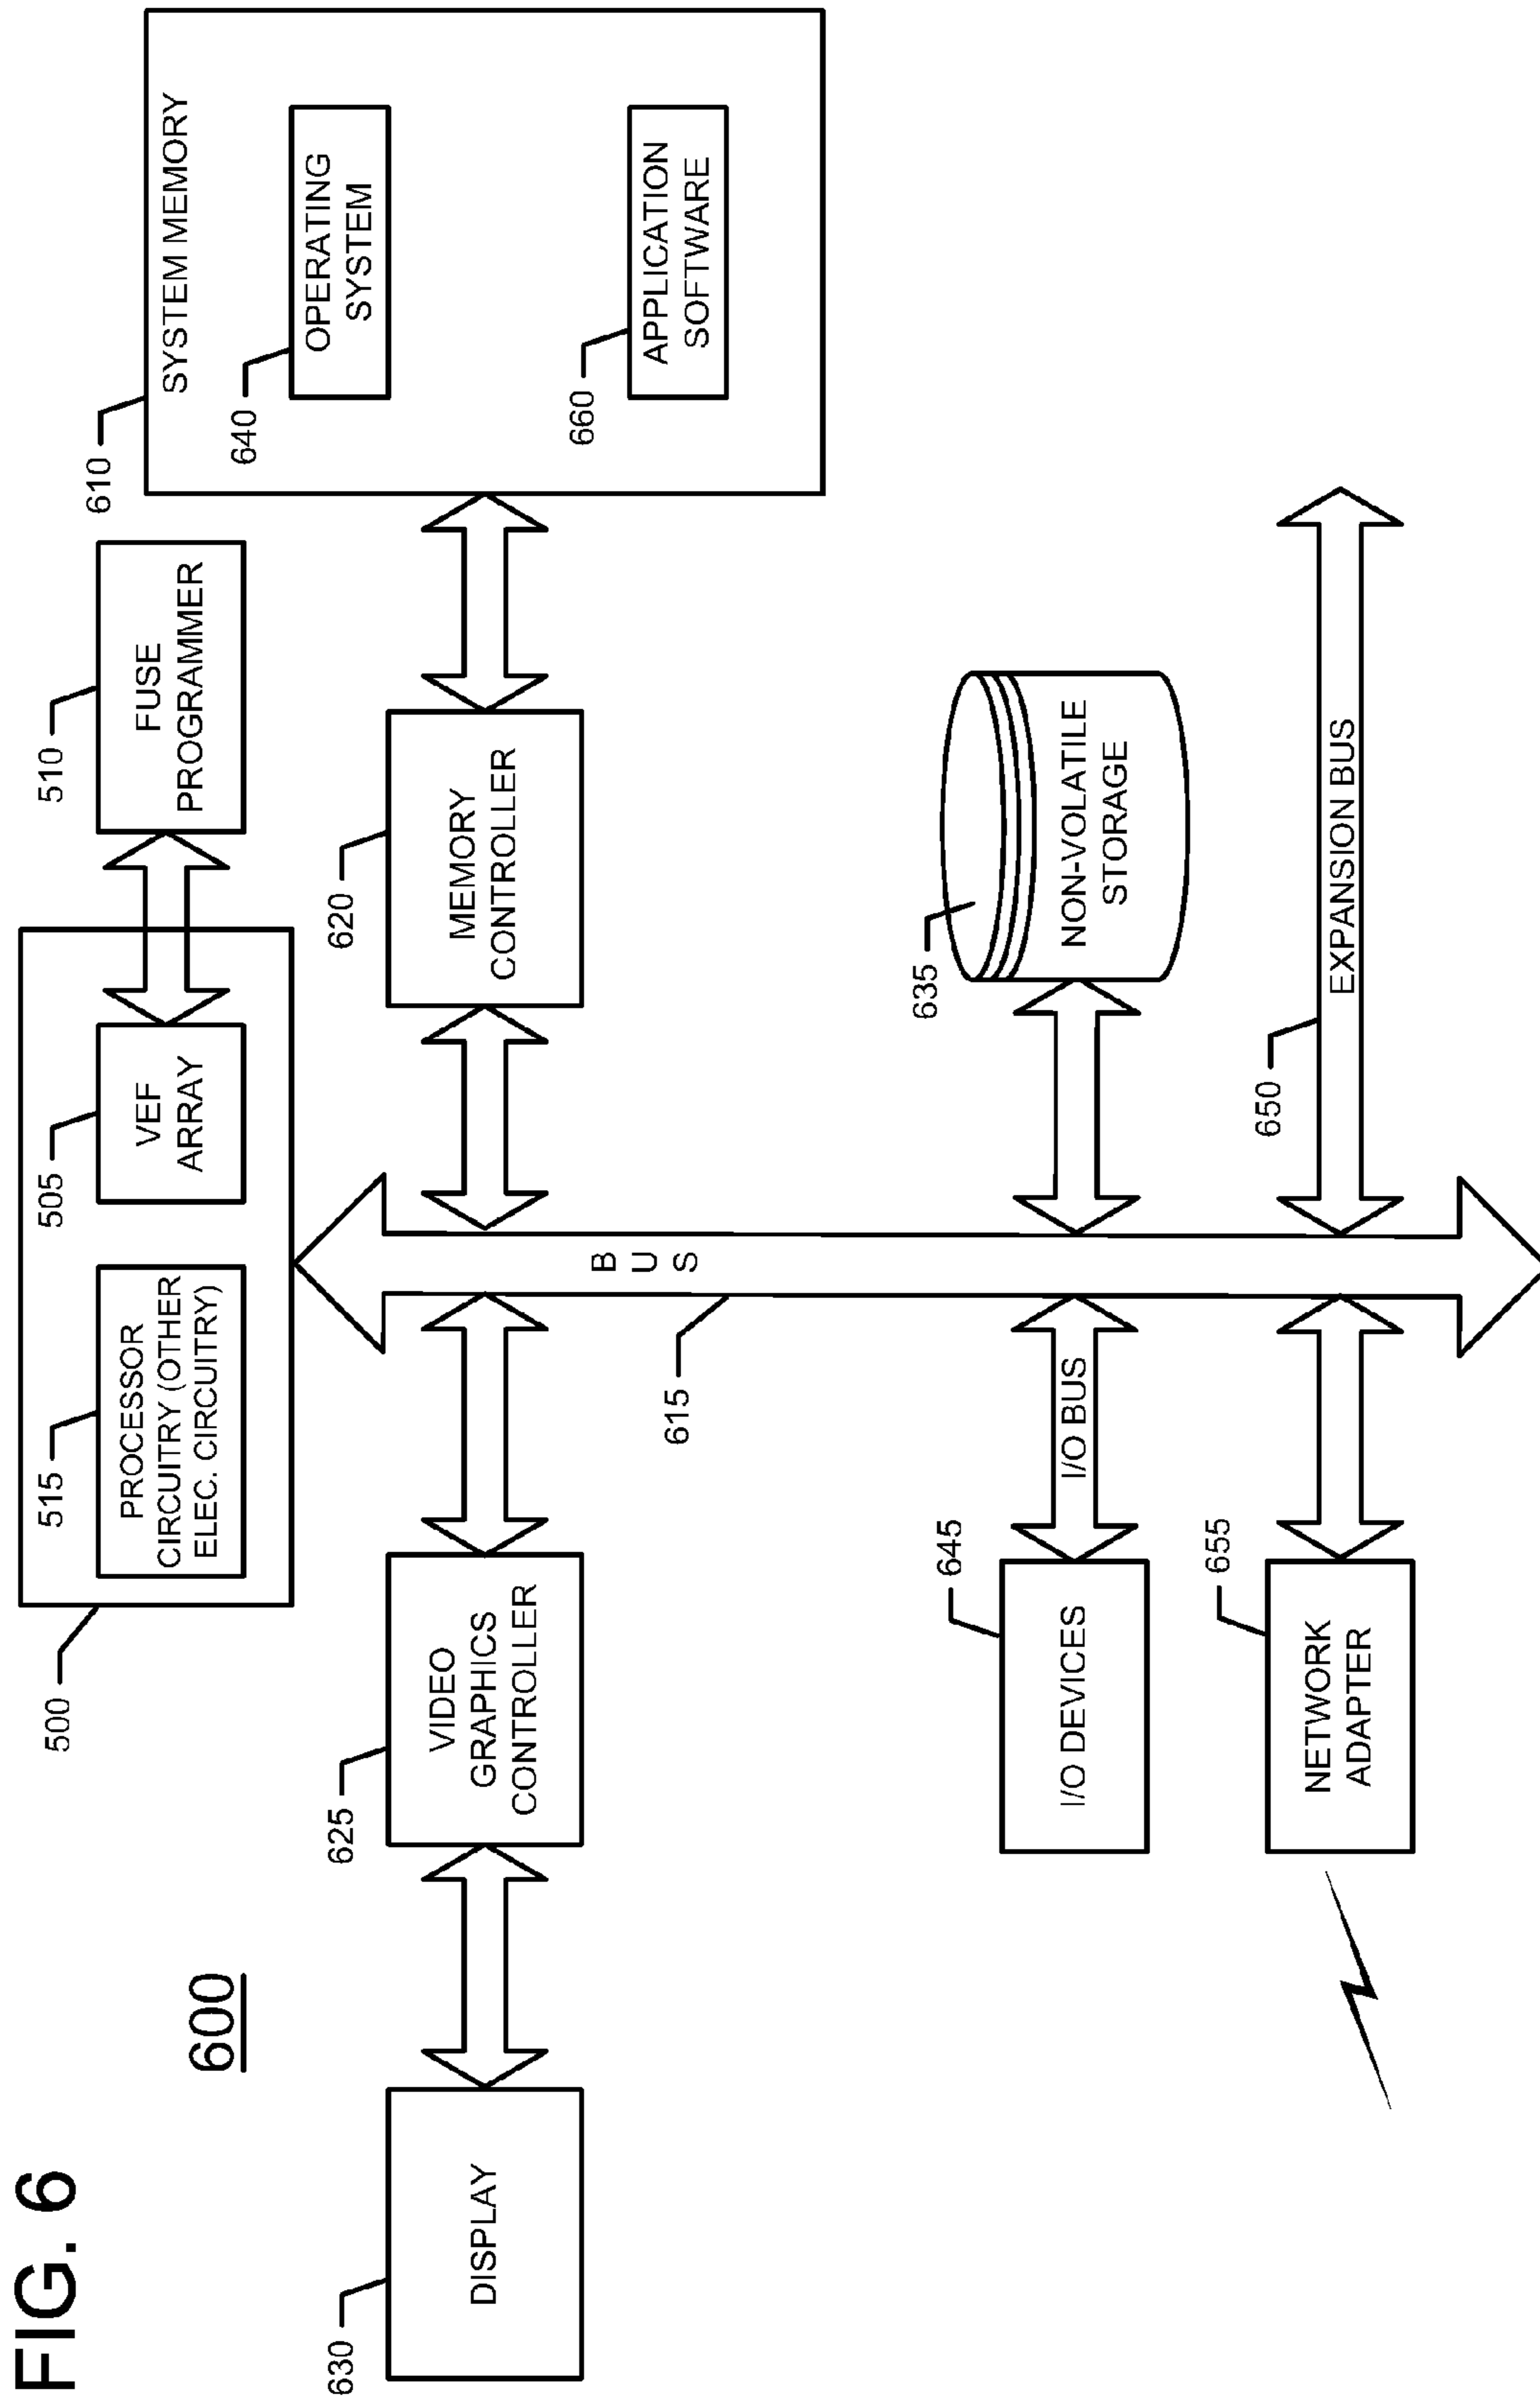 FIG. 6
600
500
515
PROCESSOR
CIRCUITRY (OTHER
ELEC. CIRCUITRY)
505
VEF
ARRAY
510
FUSE
PROGRAMMER
610
SYSTEM MEMORY
640
OPERATING
SYSTEM
660
APPLICATION
SOFTWARE
630
DISPLAY
625
VIDEO
GRAPHICS
CONTROLLER
620
MEMORY
CONTROLLER
B
U
S
615
645
I/O DEVICES
I/O BUS
635
NON-VOLATILE
STORAGE
655
NETWORK
ADAPTER
650
EXPANSION BUS